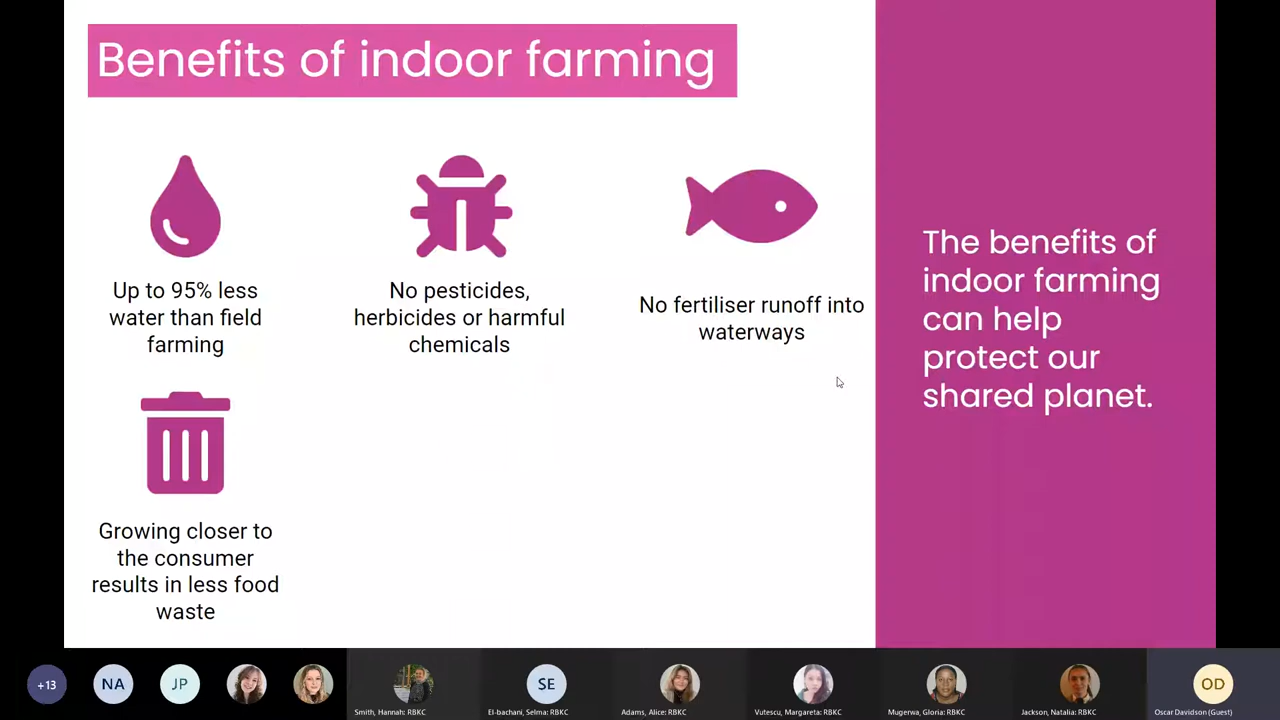 Benefits of indoor farming
Up to 95% less
water than field
farming
No pesticides,
herbicides or harmful
chemicals
No fertiliser runoff into
waterways
Growing closer to
the consumer
results in less food
waste
The benefits of
indoor farming
can help
protect our
shared planet.
+13
NA
JP
Smith, Hannah: RBKC
SE
El-bachani, Selma: RBKC
Adams, Alice: RBKC
Vutescu, Margareta: RBKC
Mugerwa, Gloria: RBKC
Jackson, Natalia: RBKC
OD
Oscar Davidson (Guest)